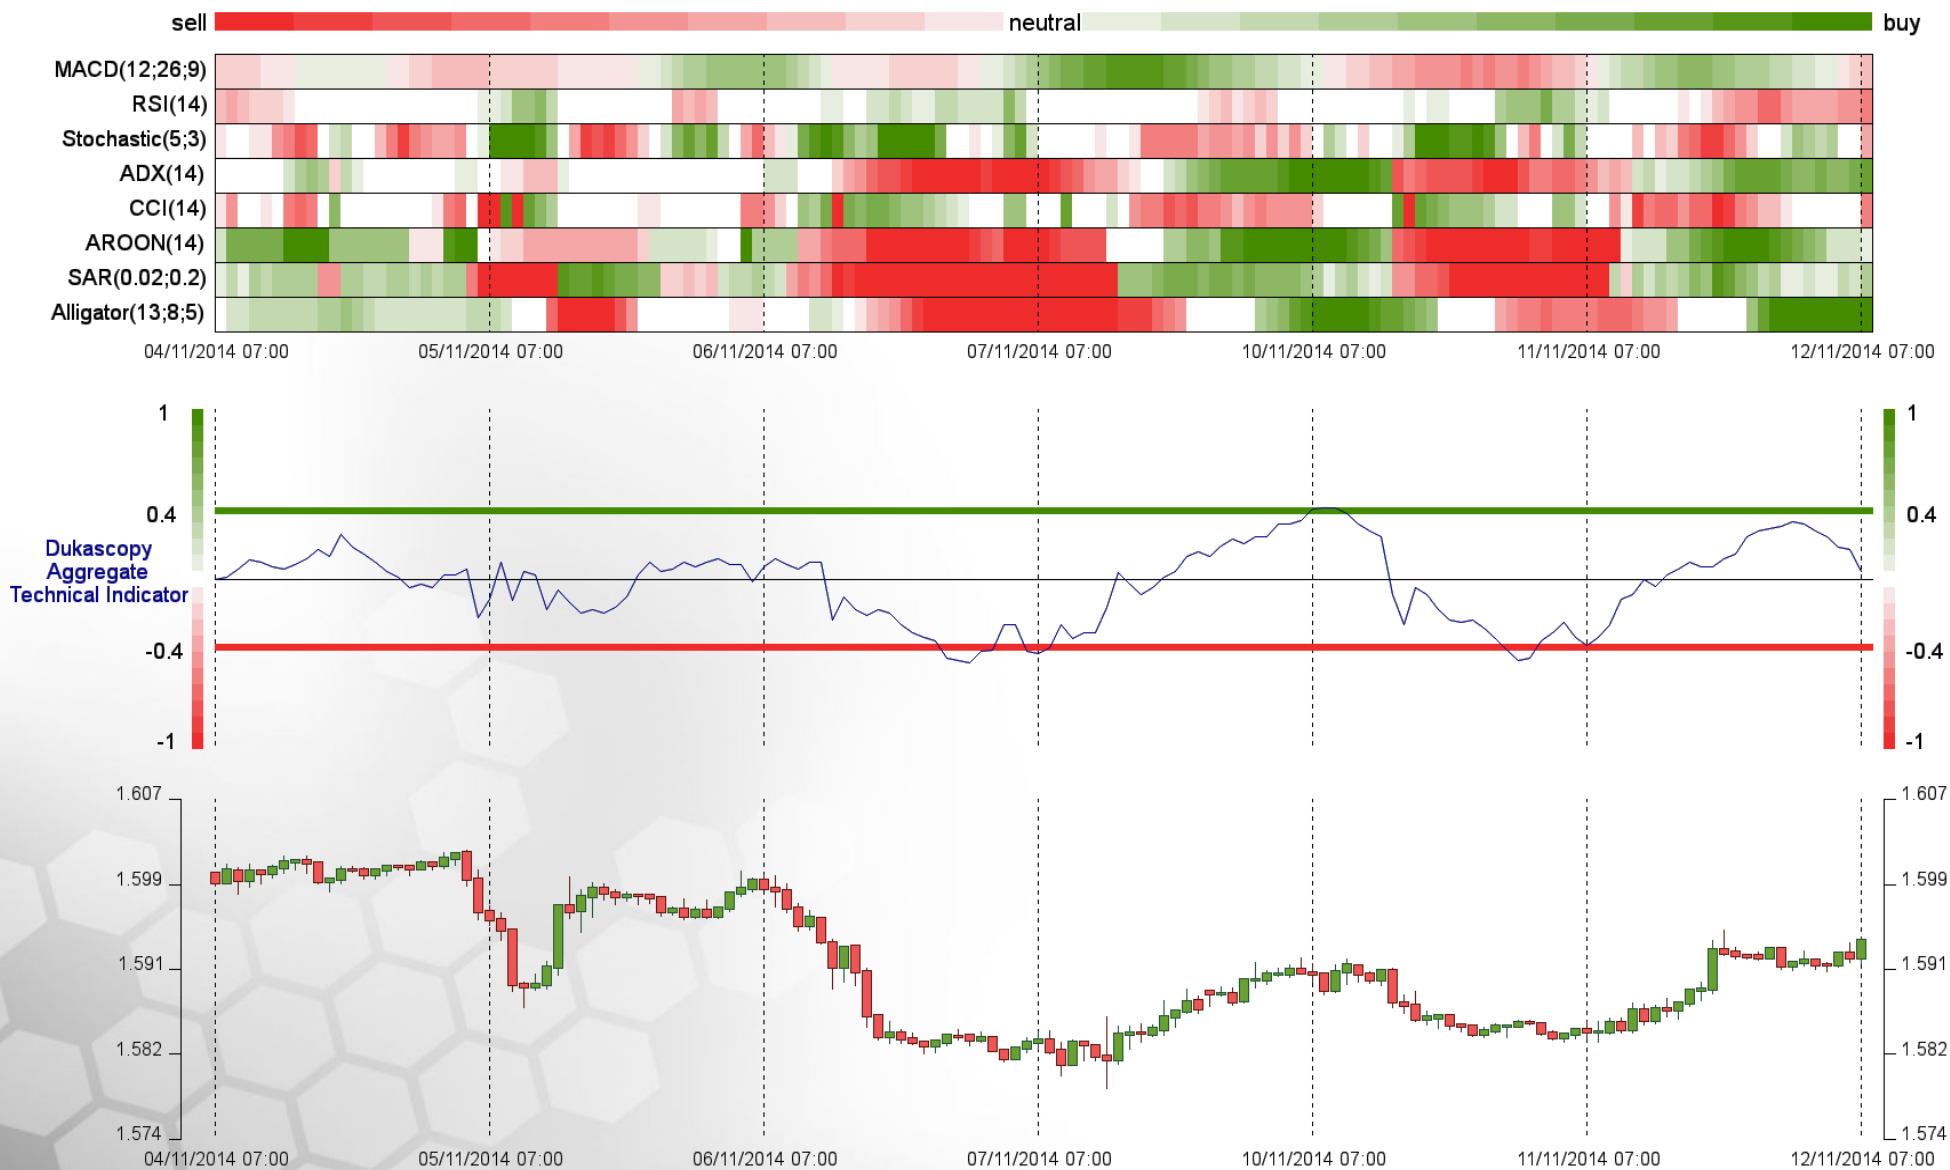 sell neutral buy
MACD(12;26;9)
RSI(14)
Stochastic(5;3)
ADX(14)
CCI(14)
AROON(14)
SAR(0.02;0.2)
Alligator(13;8;5)
04/11/2014 07:00 05/11/2014 07:00 06/11/2014 07:00 07/11/2014 07:00 10/11/2014 07:00 11/11/2014 07:00 12/11/2014 07:00
1 1
0.4 0.4
Dukascopy
Aggregate
Technical Indicator
-0.4 -0.4
-1 -1
1.607 1.607
1.599 1.599
1.591 1.591
1.582 1.582
1.574 1.574
04/11/2014 07:00 05/11/2014 07:00 06/11/2014 07:00 07/11/2014 07:00 10/11/2014 07:00 11/11/2014 07:00 12/11/2014 07:00